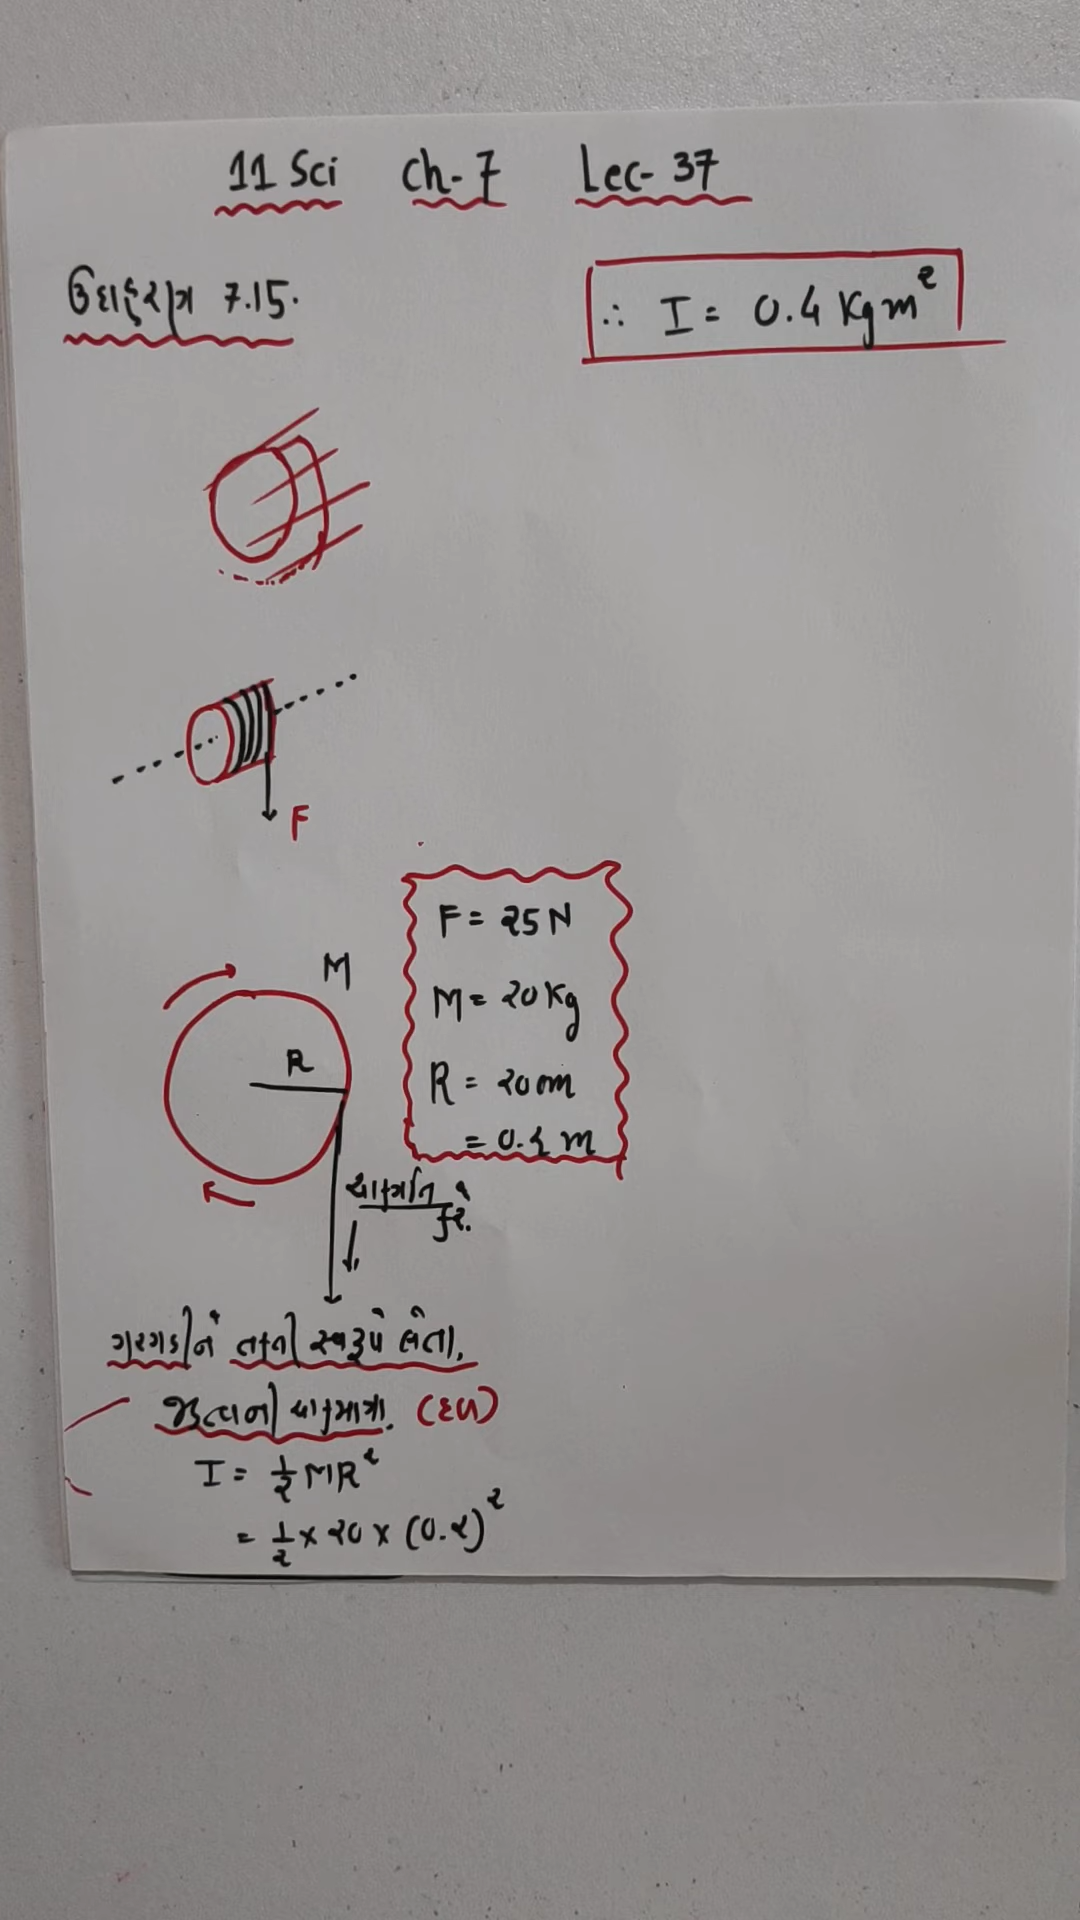 11 Sci Ch-7 Lec-37
ઉદાહરણ 7.15.
∴ I = 0.4 Kgm²
F
F = 25 N
M
M = 20 Kg
R
R = 20 cm
= 0.2 m
યામગતિ
ગરગડીને તકતી સ્વરૂપે લેતા,
જડત્વની ચાકમાત્રા
I = ½ MR²
= ½ × 20 × (0.2)²